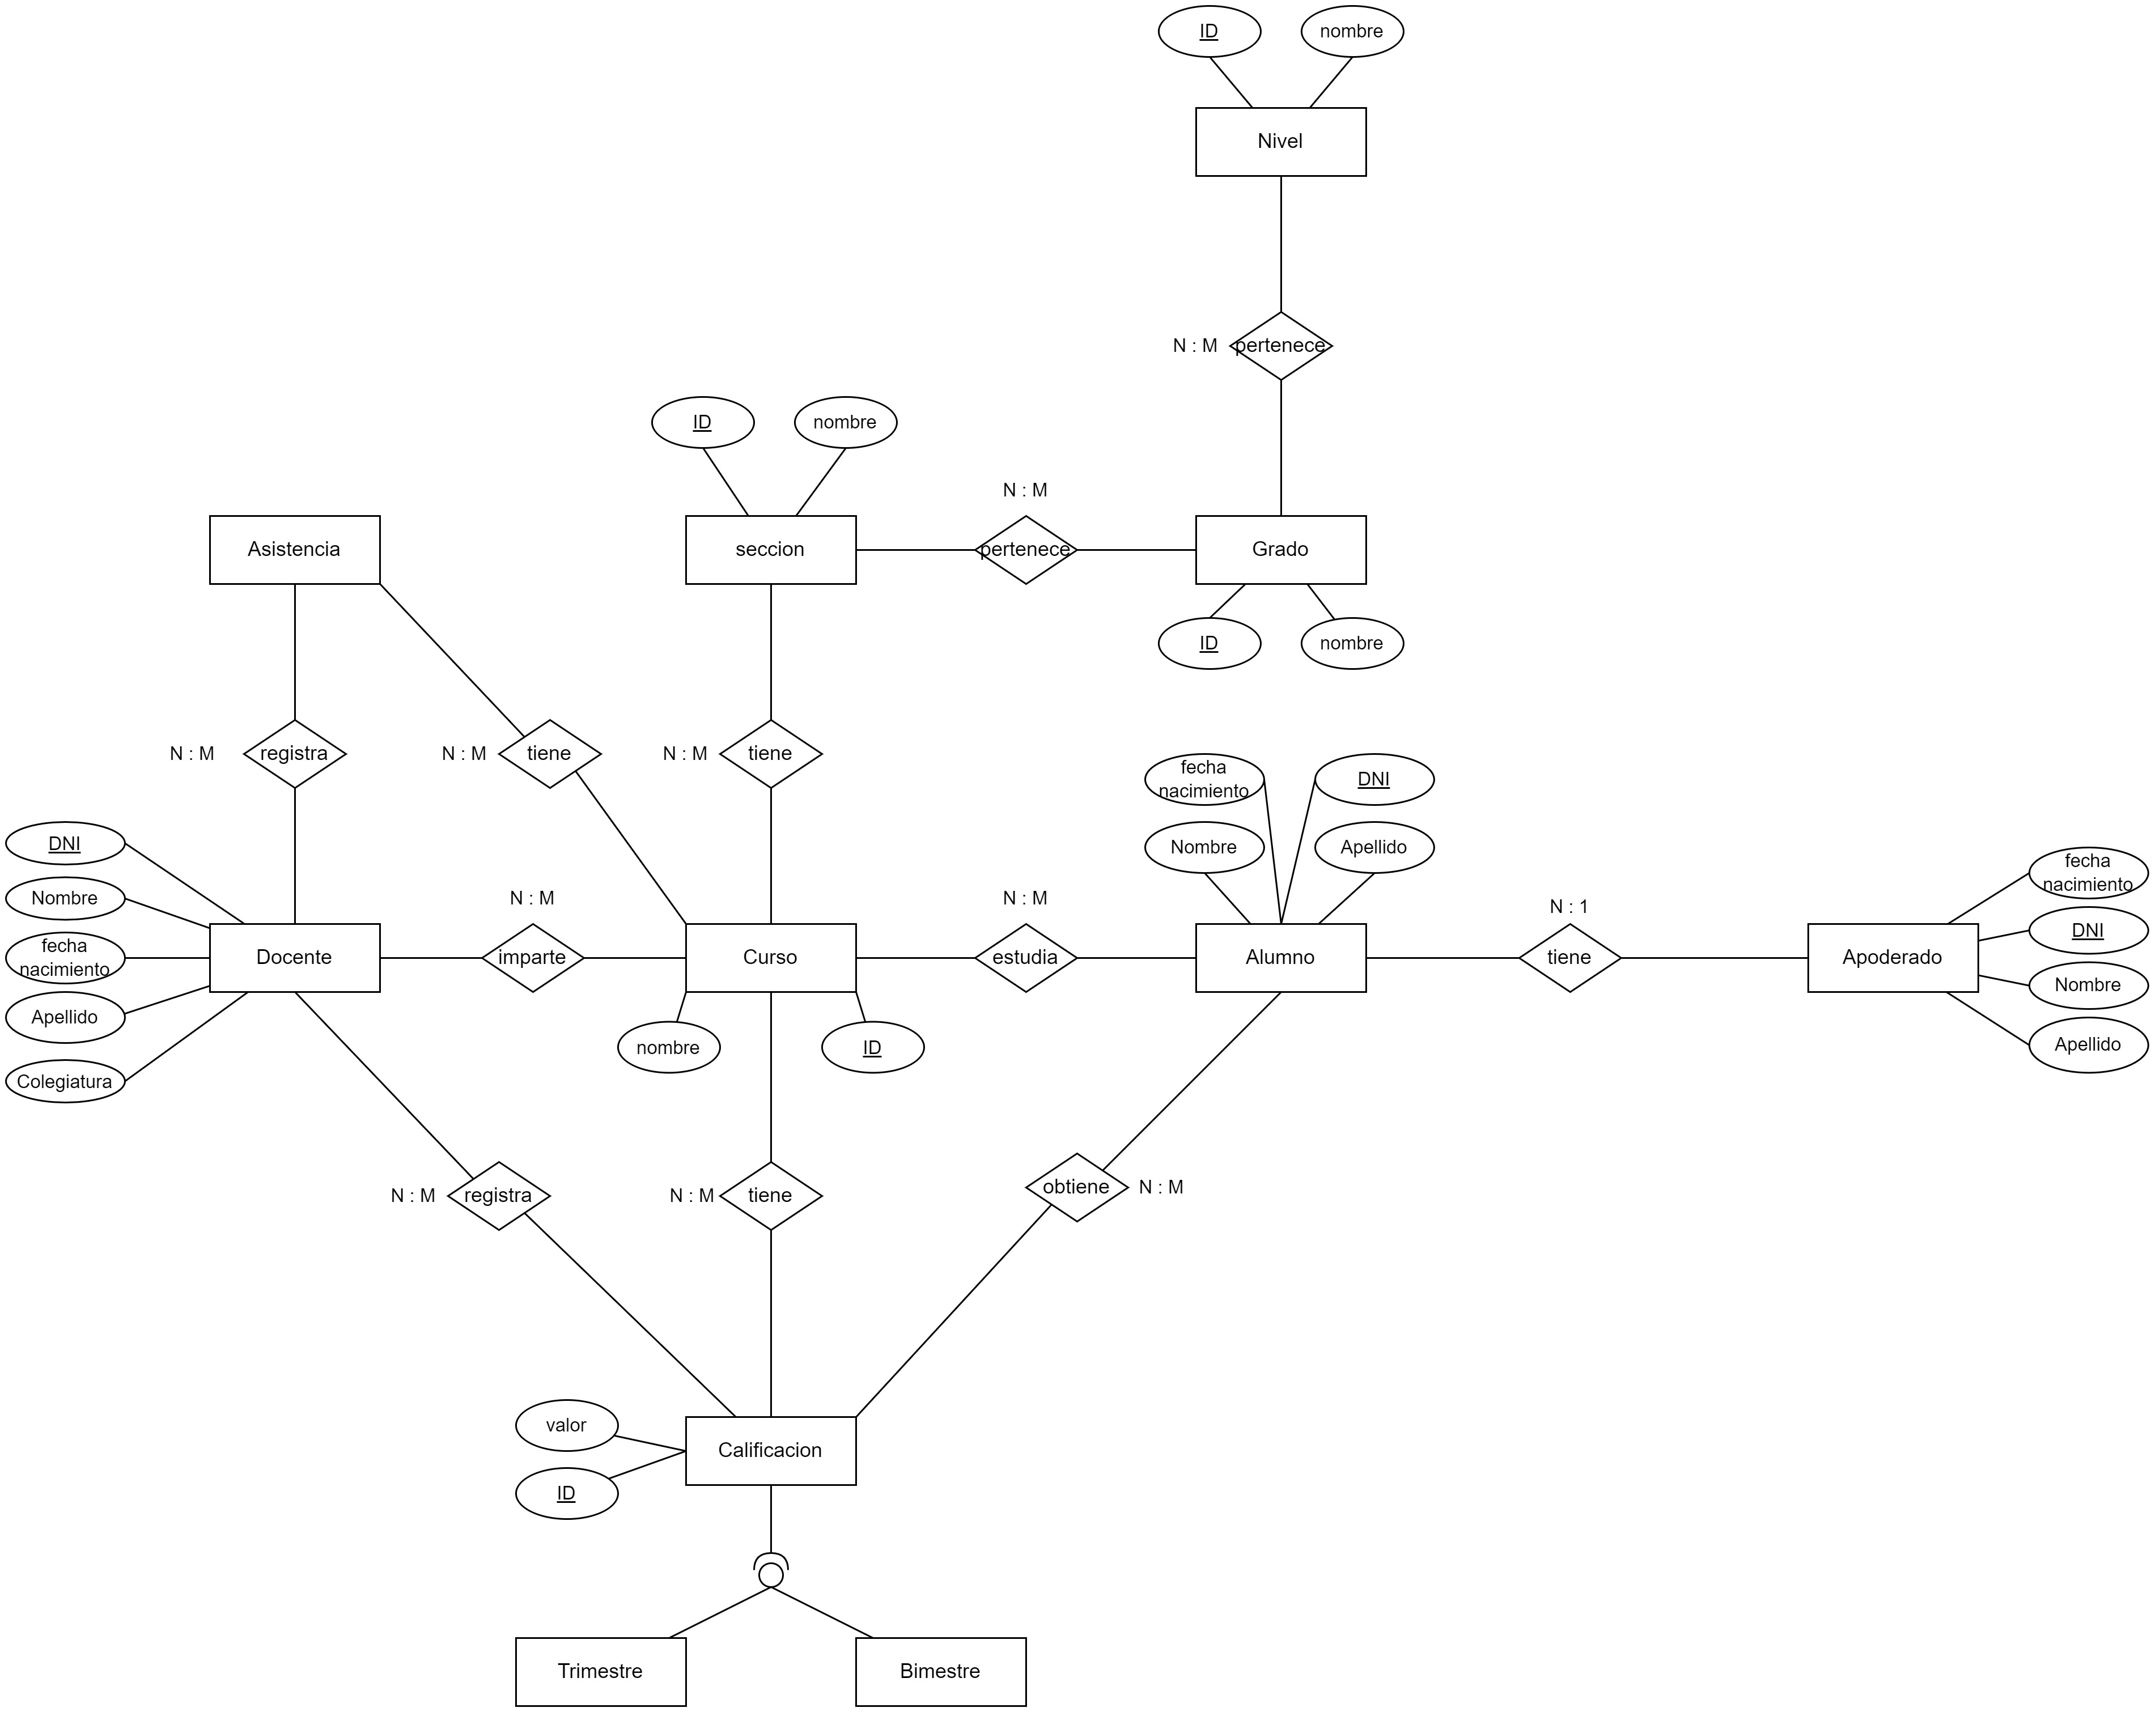 ID
nombre
Nivel
N : M
pertenece
ID
nombre
N : M
Asistencia
seccion
pertenece
Grado
ID
nombre
N : M
registra
N : M
tiene
N : M
tiene
fecha
nacimiento
DNI
DNI
Nombre
Apellido
fecha
nacimiento
Nombre
N : M
N : M
N : 1
DNI
fecha
nacimiento
Docente
imparte
Curso
estudia
Alumno
tiene
Apoderado
Nombre
Apellido
nombre
ID
Apellido
Colegiatura
N : M
registra
N : M
tiene
obtiene
N : M
valor
Calificacion
ID
Trimestre
Bimestre